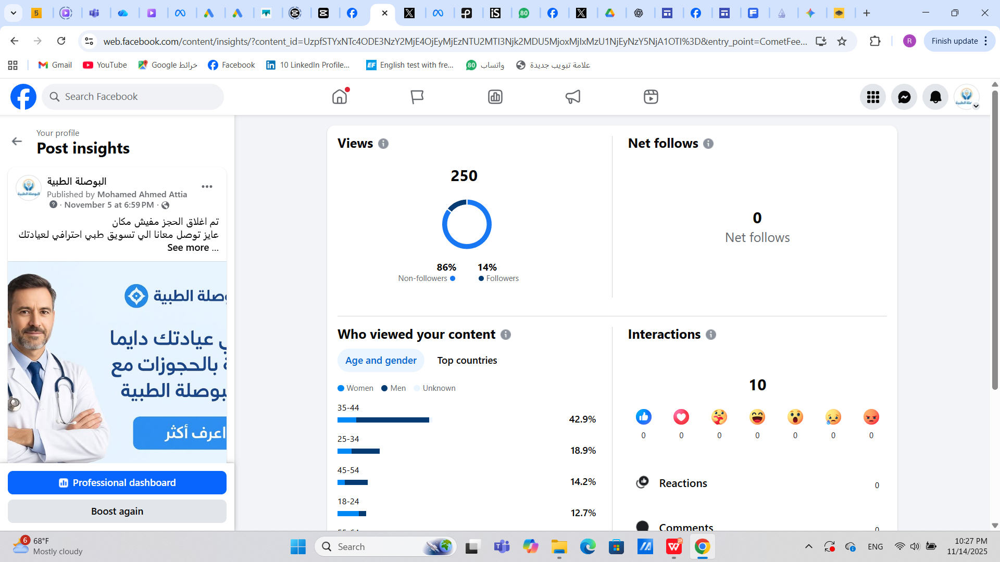 5
80
web.facebook.com/content/insights/?content_id=UzpfSTYxNTc4ODE3NzY2MjE4OjEyMjEzNTU2MTI3Njk2MDU5MjoxMjIxMzU1NjEyNzY5NjA1OTI%3D&entry_point=CometFee...
R
Finish update
Gmail
YouTube
خرائط Google
Facebook
10 LinkedIn Profile...
EF
English test with fre...
80
واتساب
علامة تبويب جديدة
Search Facebook
Your profile
Post insights
البوصلة الطبية
Published by Mohamed Ahmed Attia
· November 5 at 6:59 PM ·
تم اغلاق الحجز مفيش مكان
عايز توصل معانا الي تسويق طبي احترافي لعيادتك
See more ...
عيادتك دايما
بالحجوزات مع
اعرف أكثر
Professional dashboard
Boost again
Views
250
86%
Non-followers
14%
Followers
Net follows
0
Net follows
Who viewed your content
Age and gender
Top countries
Women
Men
Unknown
35-44
42.9%
25-34
18.9%
45-54
14.2%
18-24
12.7%
Interactions
10
0
0
0
0
0
0
0
Reactions
0
Comments
6
68°F
Mostly cloudy
Search
ENG
10:27 PM
11/14/2025